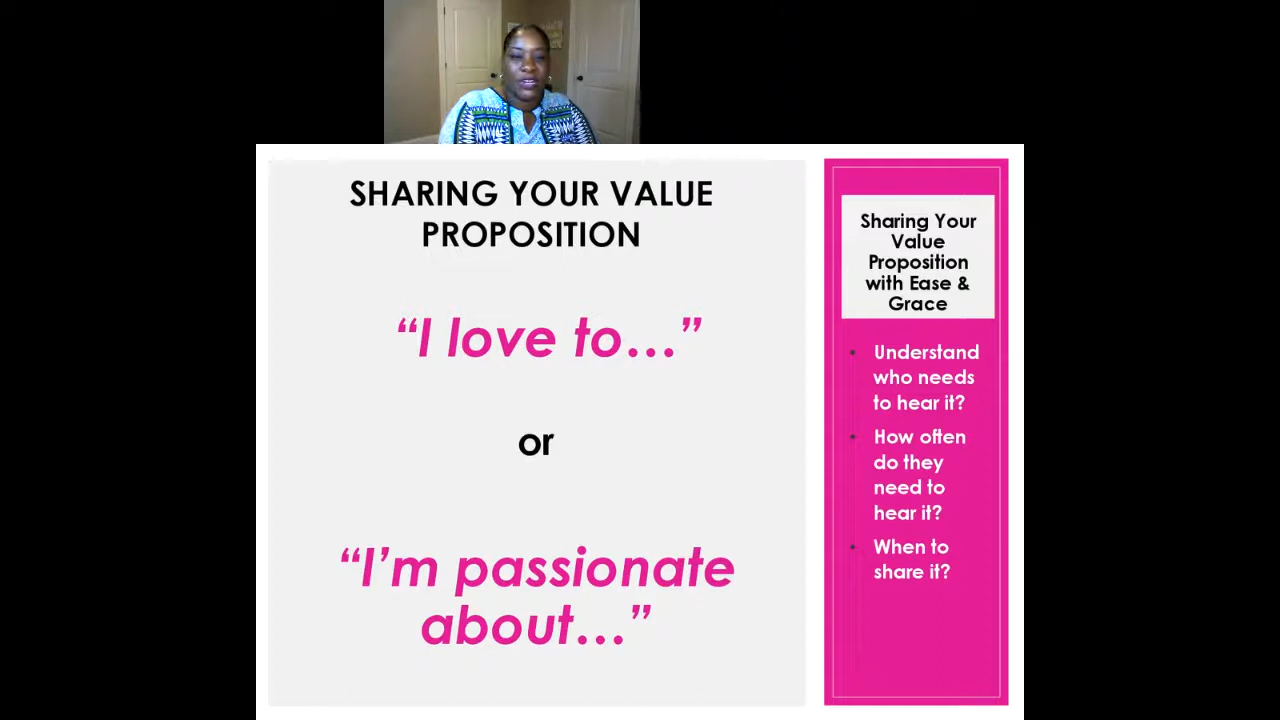 SHARING YOUR VALUE
PROPOSITION
“I love to…”
or
“I’m passionate
about…”
Sharing Your
Value
Proposition
with Ease &
Grace
• Understand
who needs
to hear it?
• How often
do they
need to
hear it?
• When to
share it?